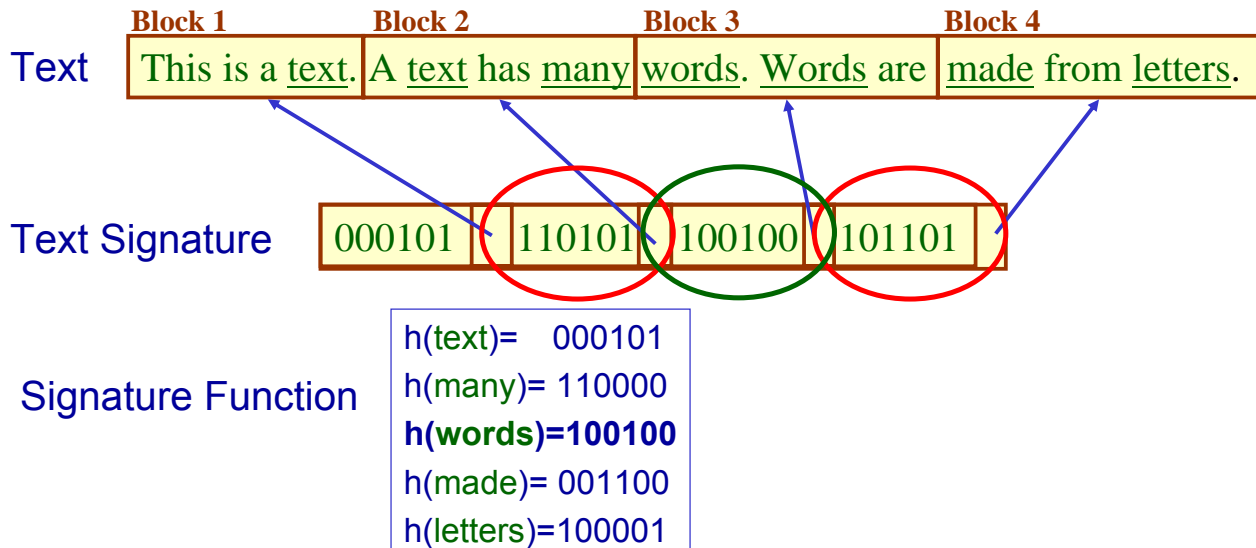 Block 1 Block 2 Block 3 Block 4
Text This is a text. A text has many words. Words are made from letters.
Text Signature 000101 110101 100100 101101
h(text)= 000101
h(many)= 110000
Signature Function
h(words)=100100
h(made)= 001100
h(letters)=100001